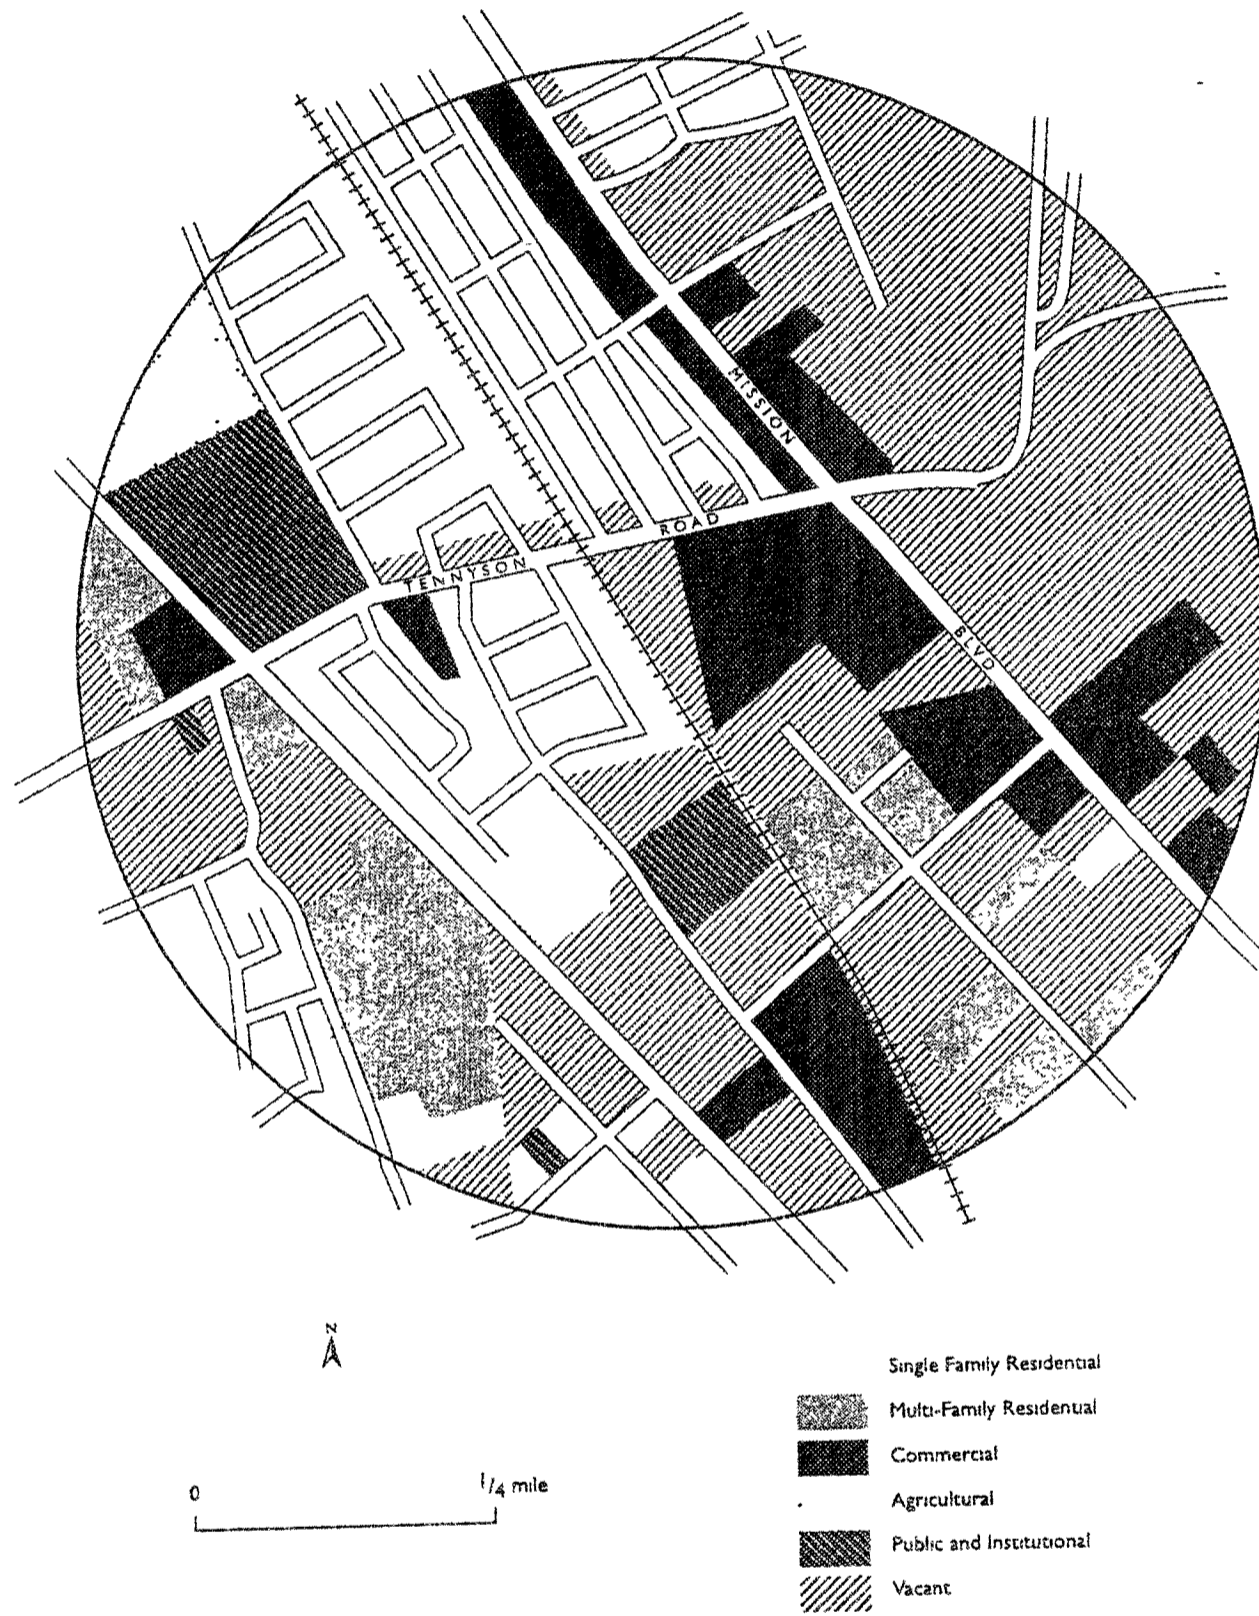 MISSION
ROAD
TENNYSON
BLVD
N
0 1/4 mile
Single Family Residential
Multi-Family Residential
Commercial
Agricultural
Public and Institutional
Vacant